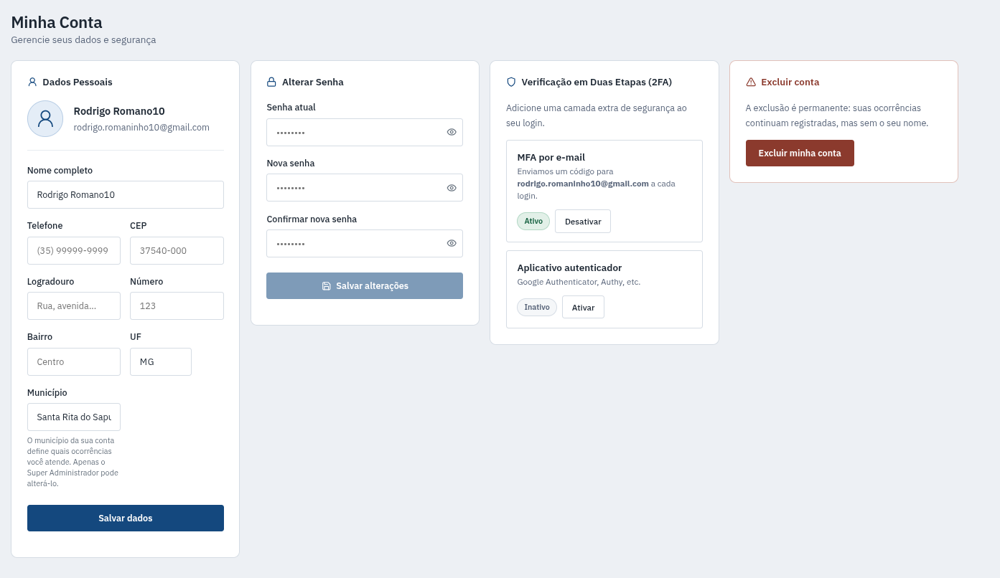 Minha Conta
Gerencie seus dados e segurança
Dados Pessoais
Rodrigo Romano10
rodrigo.romaninho10@gmail.com
Nome completo
Rodrigo Romano10
Telefone
CEP
(35) 99999-9999
37540-000
Logradouro
Número
Rua, avenida...
123
Bairro
UF
Centro
MG
Município
Santa Rita do Sapu
O município da sua conta
define quais ocorrências
você atende. Apenas o
Super Administrador pode
alterá-lo.
Salvar dados
Alterar Senha
Senha atual
••••••••
Nova senha
••••••••
Confirmar nova senha
••••••••
Salvar alterações
Verificação em Duas Etapas (2FA)
Adicione uma camada extra de segurança ao
seu login.
MFA por e-mail
Enviamos um código para
rodrigo.romaninho10@gmail.com a cada
login.
Ativo
Desativar
Aplicativo autenticador
Google Authenticator, Authy, etc.
Inativo
Ativar
Excluir conta
A exclusão é permanente: suas ocorrências
continuam registradas, mas sem o seu nome.
Excluir minha conta